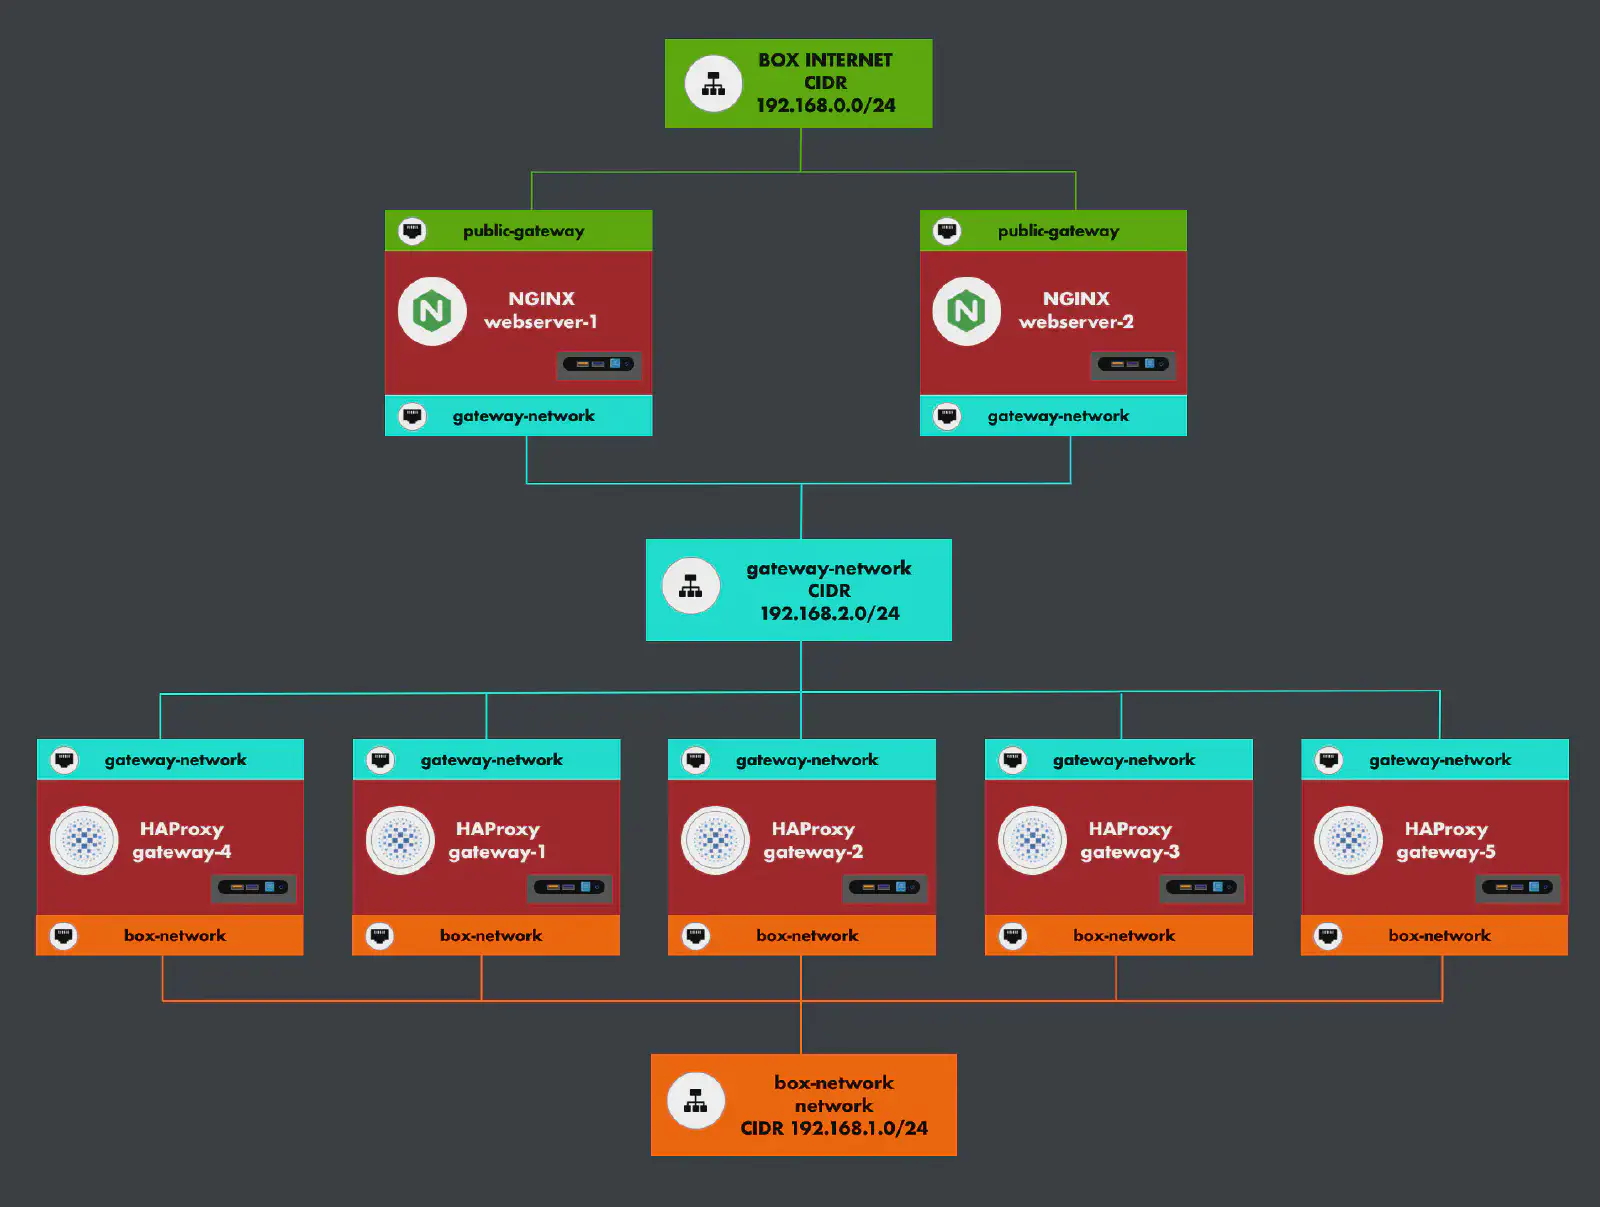 BOX INTERNET
CIDR
192.168.0.0/24
public-gateway
public-gateway
NGINX
webserver-1
NGINX
webserver-2
gateway-network
gateway-network
gateway-network
CIDR
192.168.2.0/24
gateway-network
gateway-network
gateway-network
gateway-network
gateway-network
HAProxy
gateway-4
HAProxy
gateway-1
HAProxy
gateway-2
HAProxy
gateway-3
HAProxy
gateway-5
box-network
box-network
box-network
box-network
box-network
box-network
network
CIDR 192.168.1.0/24